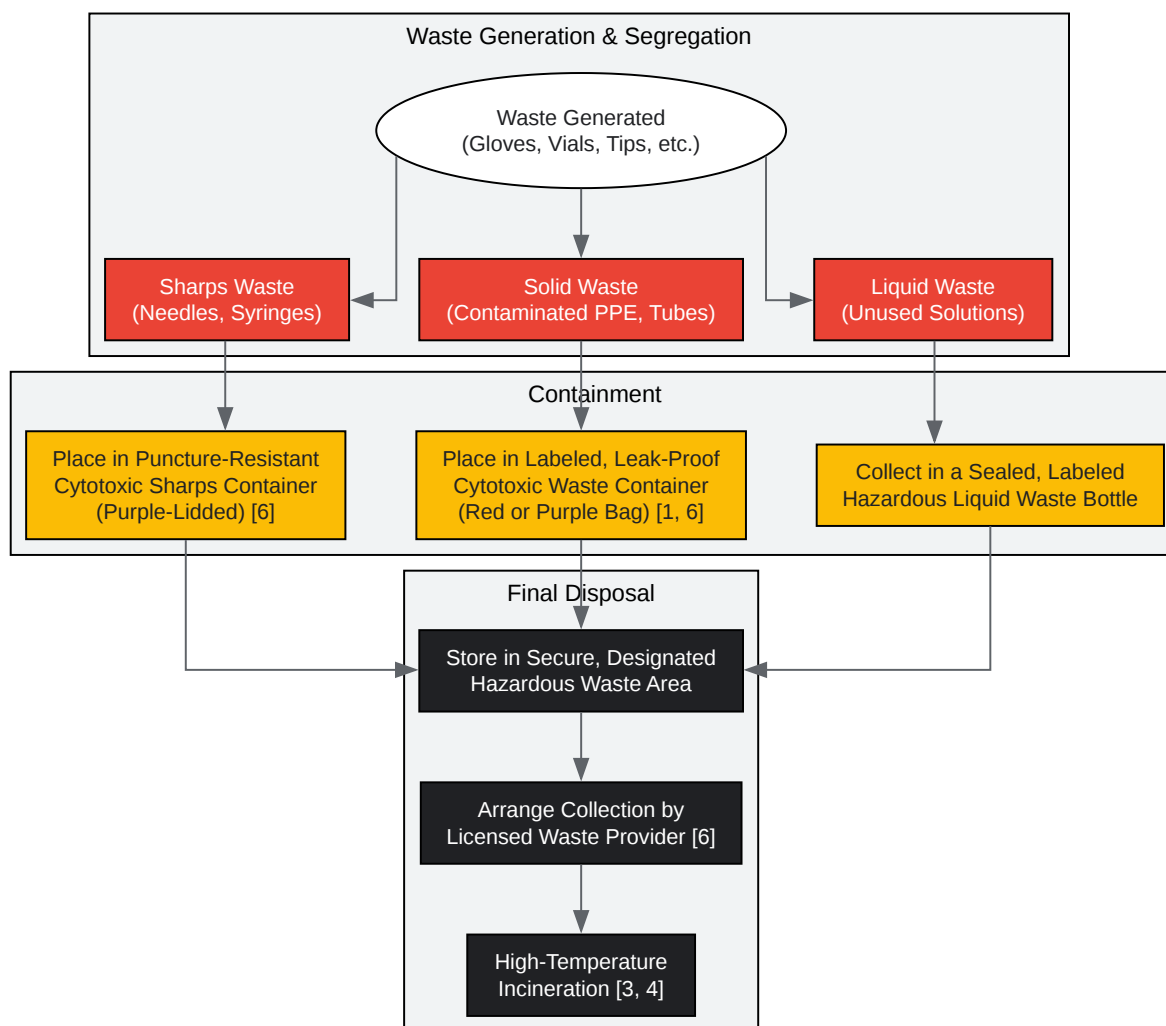 Waste Generation & Segregation
Waste Generated
(Gloves, Vials, Tips, etc.)
Sharps Waste
(Needles, Syringes)
Solid Waste
(Contaminated PPE, Tubes)
Liquid Waste
(Unused Solutions)
Containment
Place in Puncture-Resistant
Cytotoxic Sharps Container
(Purple-Lidded) [6]
Place in Labeled, Leak-Proof
Cytotoxic Waste Container
(Red or Purple Bag) [1, 6]
Collect in a Sealed, Labeled
Hazardous Liquid Waste Bottle
Final Disposal
Store in Secure, Designated
Hazardous Waste Area
Arrange Collection by
Licensed Waste Provider [6]
High-Temperature
Incineration [3, 4]